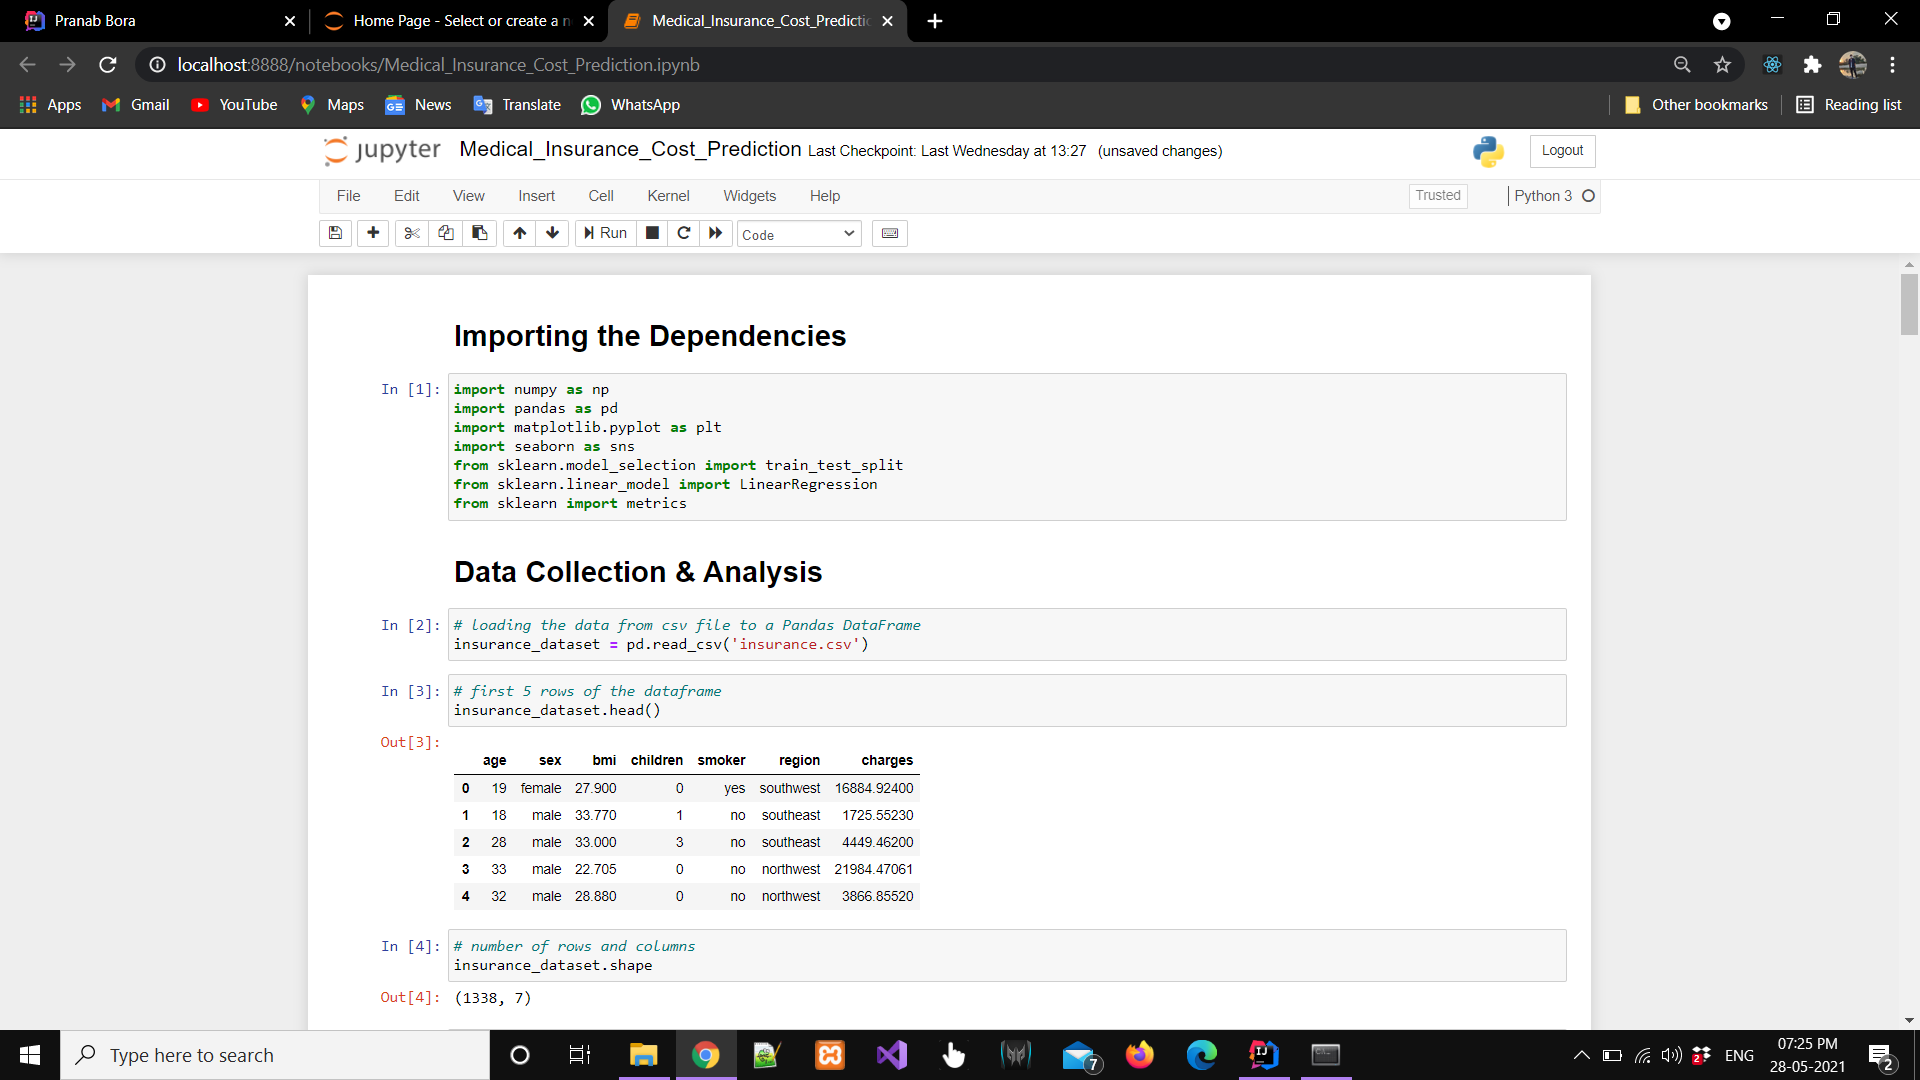 Pranab Bora
Home Page - Select or create a n
Medical_Insurance_Cost_Predictio
localhost:8888/notebooks/Medical_Insurance_Cost_Prediction.ipynb
Apps Gmail YouTube Maps News Translate WhatsApp Other bookmarks Reading list
jupyter Medical_Insurance_Cost_Prediction Last Checkpoint: Last Wednesday at 13:27 (unsaved changes) Logout
File Edit View Insert Cell Kernel Widgets Help Trusted Python 3
Run Code
Importing the Dependencies
In [1]: import numpy as np
import pandas as pd
import matplotlib.pyplot as plt
import seaborn as sns
from sklearn.model_selection import train_test_split
from sklearn.linear_model import LinearRegression
from sklearn import metrics
Data Collection & Analysis
In [2]: # loading the data from csv file to a Pandas DataFrame
insurance_dataset = pd.read_csv('insurance.csv')
In [3]: # first 5 rows of the dataframe
insurance_dataset.head()
Out[3]:
age sex bmi children smoker region charges
0 19 female 27.900 0 yes southwest 16884.92400
1 18 male 33.770 1 no southeast 1725.55230
2 28 male 33.000 3 no southeast 4449.46200
3 33 male 22.705 0 no northwest 21984.47061
4 32 male 28.880 0 no northwest 3866.85520
In [4]: # number of rows and columns
insurance_dataset.shape
Out[4]: (1338, 7)
Type here to search
7
IJ
2
ENG
07:25 PM
28-05-2021
2